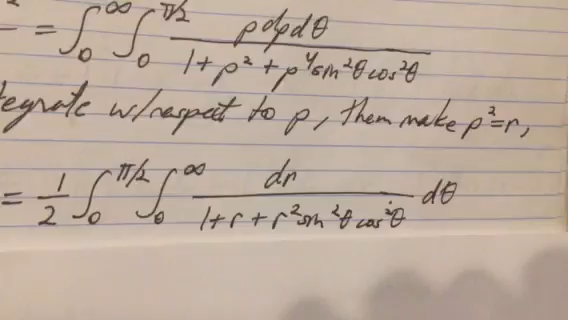 = ∫₀^∞ ∫₀^π/2 ρ dρ dθ / (1 + ρ² + ρ⁴ sin²θ cos²θ)
w/respect to ρ, then make ρ² = r,
= 1/2 ∫₀^π/2 ∫₀^∞ dr / (1 + r + r² sin²θ cos²θ) dθ